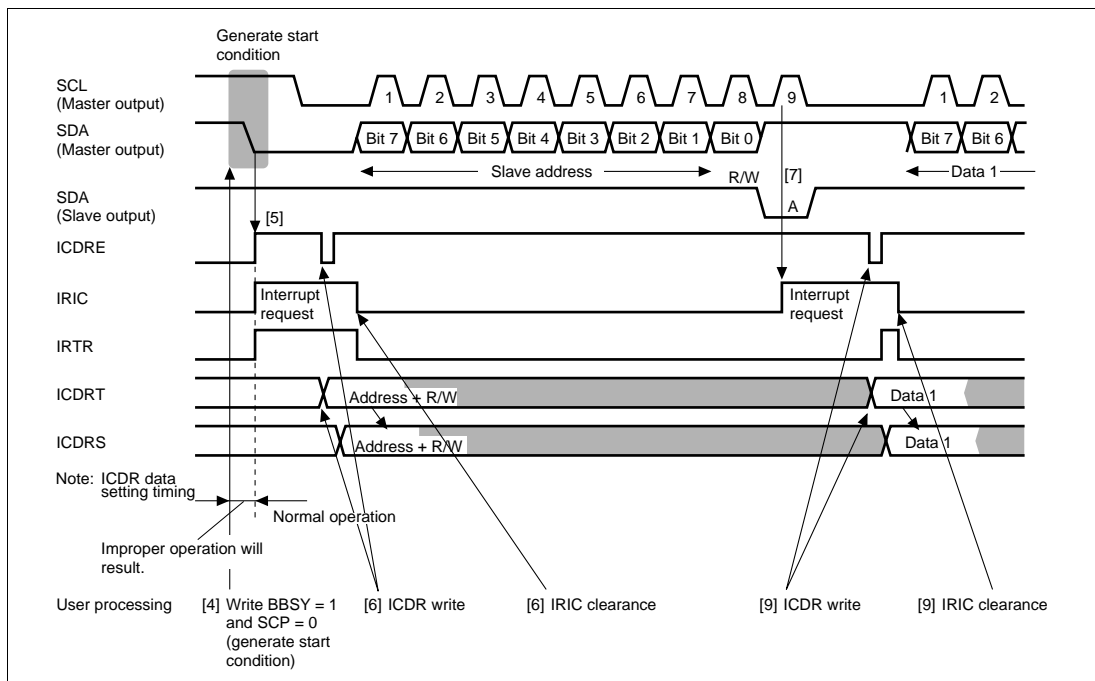 Generate start
condition
SCL
(Master output)
1 2 3 4 5 6 7 8 9 1 2
SDA
(Master output)
Bit 7 Bit 6 Bit 5 Bit 4 Bit 3 Bit 2 Bit 1 Bit 0 Bit 7 Bit 6
Slave address R/W [7] Data 1
SDA
(Slave output)
A
[5]
ICDRE
IRIC
Interrupt
request
Interrupt
request
IRTR
ICDRT
Address + R/W Data 1
ICDRS
Address + R/W Data 1
Note: ICDR data
setting timing
Normal operation
Improper operation will
result.
User processing [4] Write BBSY = 1
and SCP = 0
(generate start
condition)
[6] ICDR write [6] IRIC clearance [9] ICDR write [9] IRIC clearance